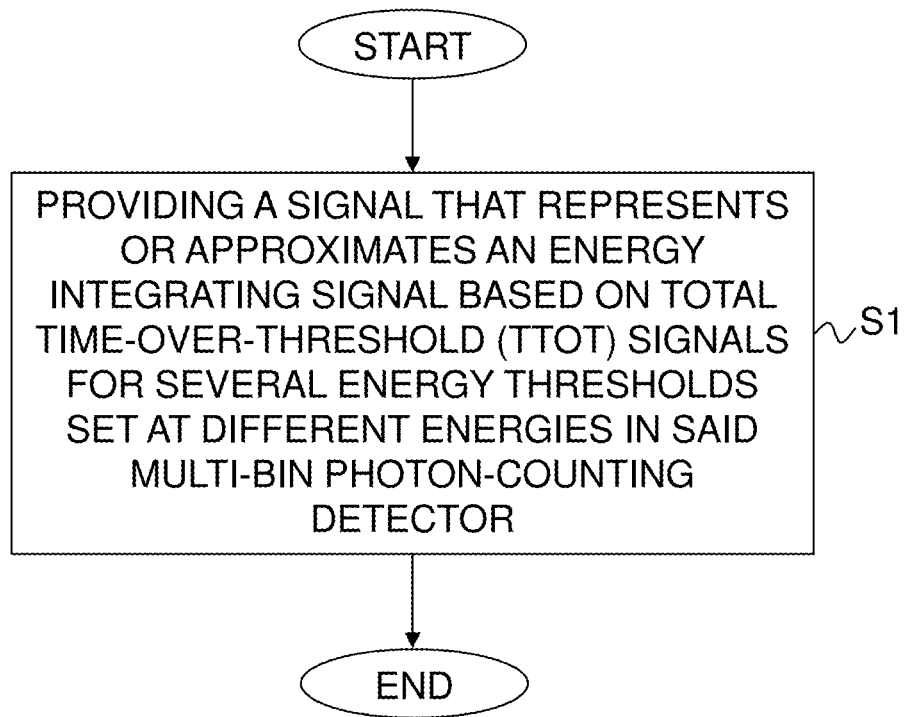 START
PROVIDING A SIGNAL THAT REPRESENTS
OR APPROXIMATES AN ENERGY
INTEGRATING SIGNAL BASED ON TOTAL
TIME-OVER-THRESHOLD (TTOT) SIGNALS
FOR SEVERAL ENERGY THRESHOLDS
SET AT DIFFERENT ENERGIES IN SAID
MULTI-BIN PHOTON-COUNTING
DETECTOR
S1
END